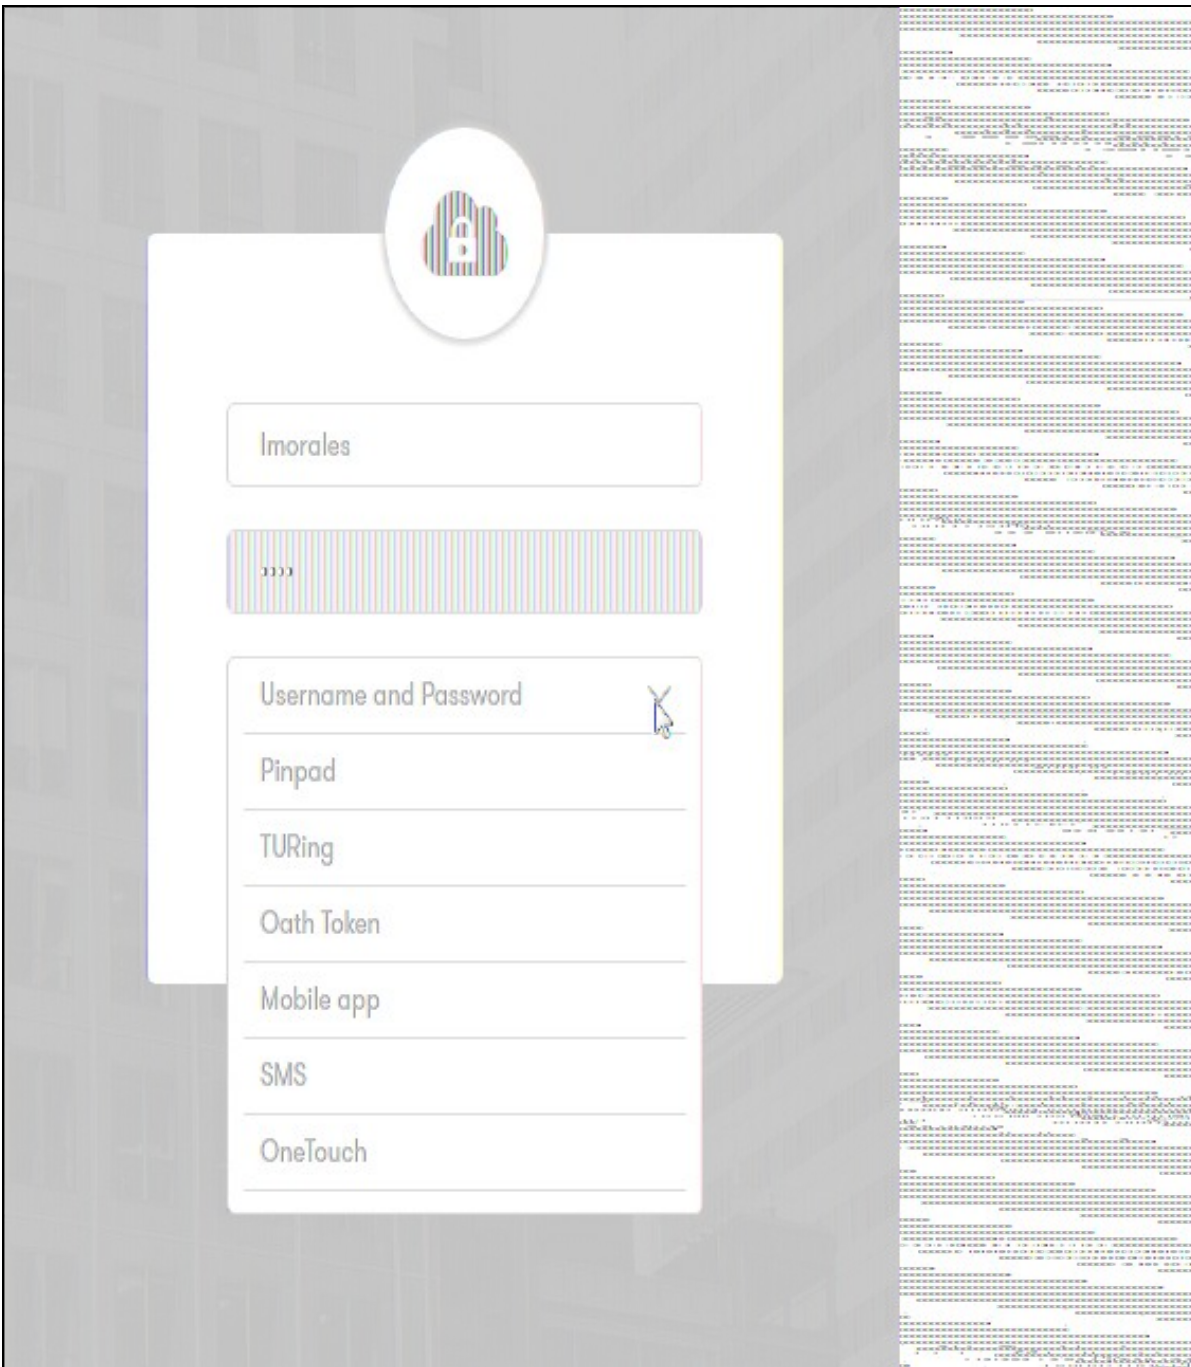 lmorales
Username and Password
Pinpad
TURing
Oath Token
Mobile app
SMS
OneTouch